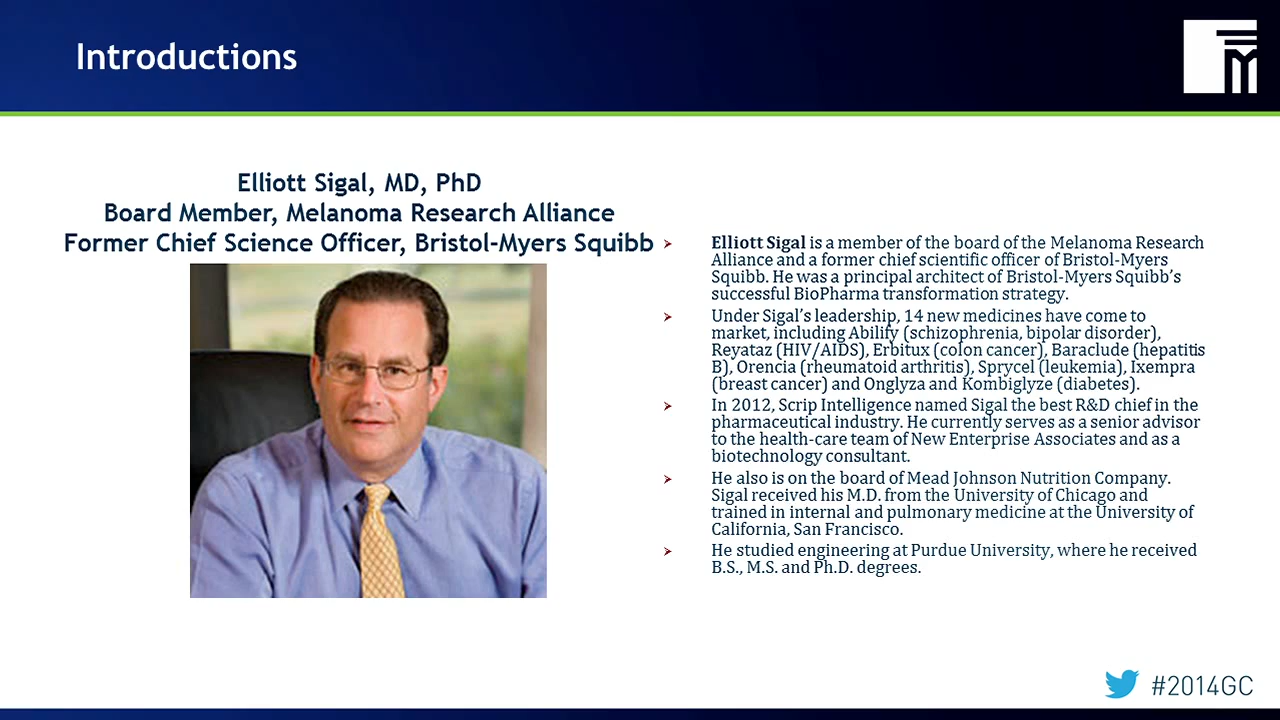 Introductions
Elliott Sigal, MD, PhD
Board Member, Melanoma Research Alliance
Former Chief Science Officer, Bristol-Myers Squibb
Elliott Sigal is a member of the board of the Melanoma Research
Alliance and a former chief scientific officer of Bristol-Myers
Squibb. He was a principal architect of Bristol-Myers Squibb’s
successful BioPharma transformation strategy.
Under Sigal’s leadership, 14 new medicines have come to
market, including Abilify (schizophrenia, bipolar disorder),
Reyataz (HIV/AIDS), Erbitux (colon cancer), Baraclude (hepatitis
B), Orencia (rheumatoid arthritis), Sprycel (leukemia), Ixempra
(breast cancer) and Onglyza and Kombiglyze (diabetes).
In 2012, Scrip Intelligence named Sigal the best R&D chief in the
pharmaceutical industry. He currently serves as a senior advisor
to the health-care team of New Enterprise Associates and as a
biotechnology consultant.
He also is on the board of Mead Johnson Nutrition Company.
Sigal received his M.D. from the University of Chicago and
trained in internal and pulmonary medicine at the University of
California, San Francisco.
He studied engineering at Purdue University, where he received
B.S., M.S. and Ph.D. degrees.
#2014GC